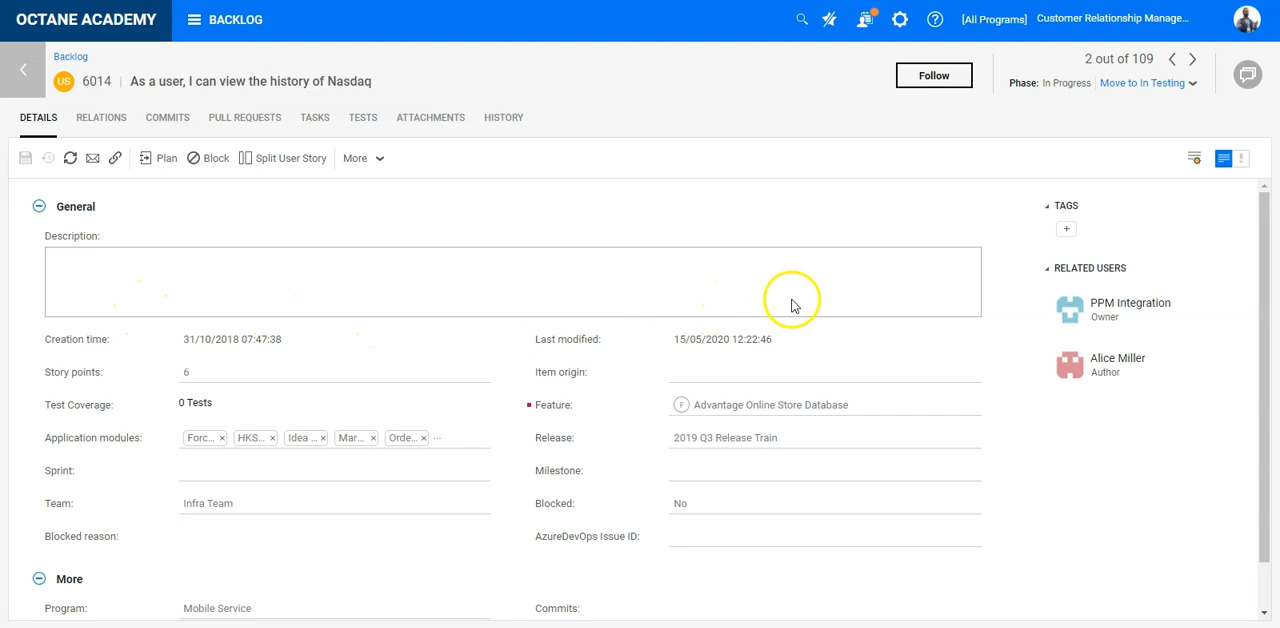 OCTANE ACADEMY
BACKLOG
[All Programs] Customer Relationship Manage...
Backlog
US 6014 | As a user, I can view the history of Nasdaq
Follow
2 out of 109
Phase: In Progress Move to In Testing
DETAILS RELATIONS COMMITS PULL REQUESTS TASKS TESTS ATTACHMENTS HISTORY
Plan Block Split User Story More
General
Description:
Creation time: 31/10/2018 07:47:38
Last modified: 15/05/2020 12:22:46
Story points: 6
Item origin:
Test Coverage: 0 Tests
Feature: F Advantage Online Store Database
Application modules: Forc... × HKS... × Idea ... × Mar... × Orde... × ...
Release: 2019 Q3 Release Train
Sprint:
Milestone:
Team: Infra Team
Blocked: No
Blocked reason:
AzureDevOps Issue ID:
More
Program: Mobile Service
Commits:
TAGS
+
RELATED USERS
PPM Integration
Owner
Alice Miller
Author